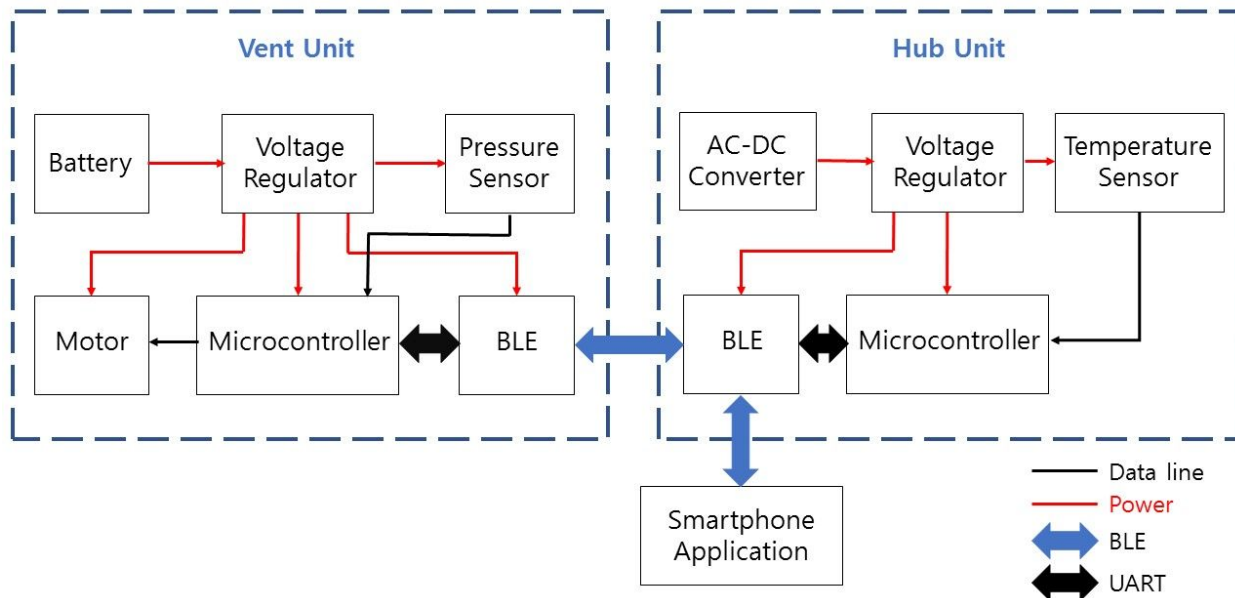 Vent Unit
Hub Unit
Battery
Voltage
Regulator
Pressure
Sensor
AC-DC
Converter
Voltage
Regulator
Temperature
Sensor
Motor
Microcontroller
BLE
BLE
Microcontroller
Smartphone
Application
Data line
Power
BLE
UART